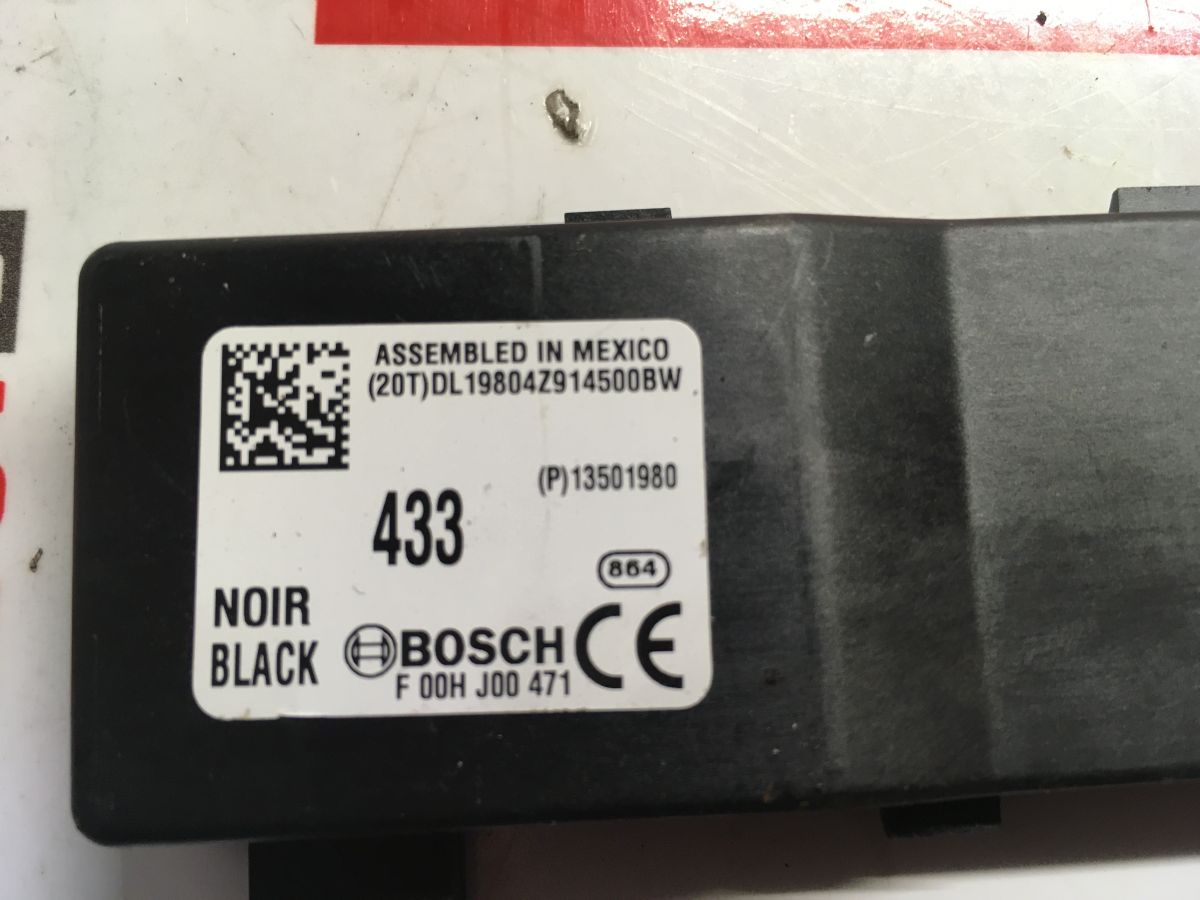 ASSEMBLED IN MEXICO
(20T)DL19804Z914500BW
(P)13501980
433
864
NOIR
BLACK
BOSCH
F 00H J00 471
CE